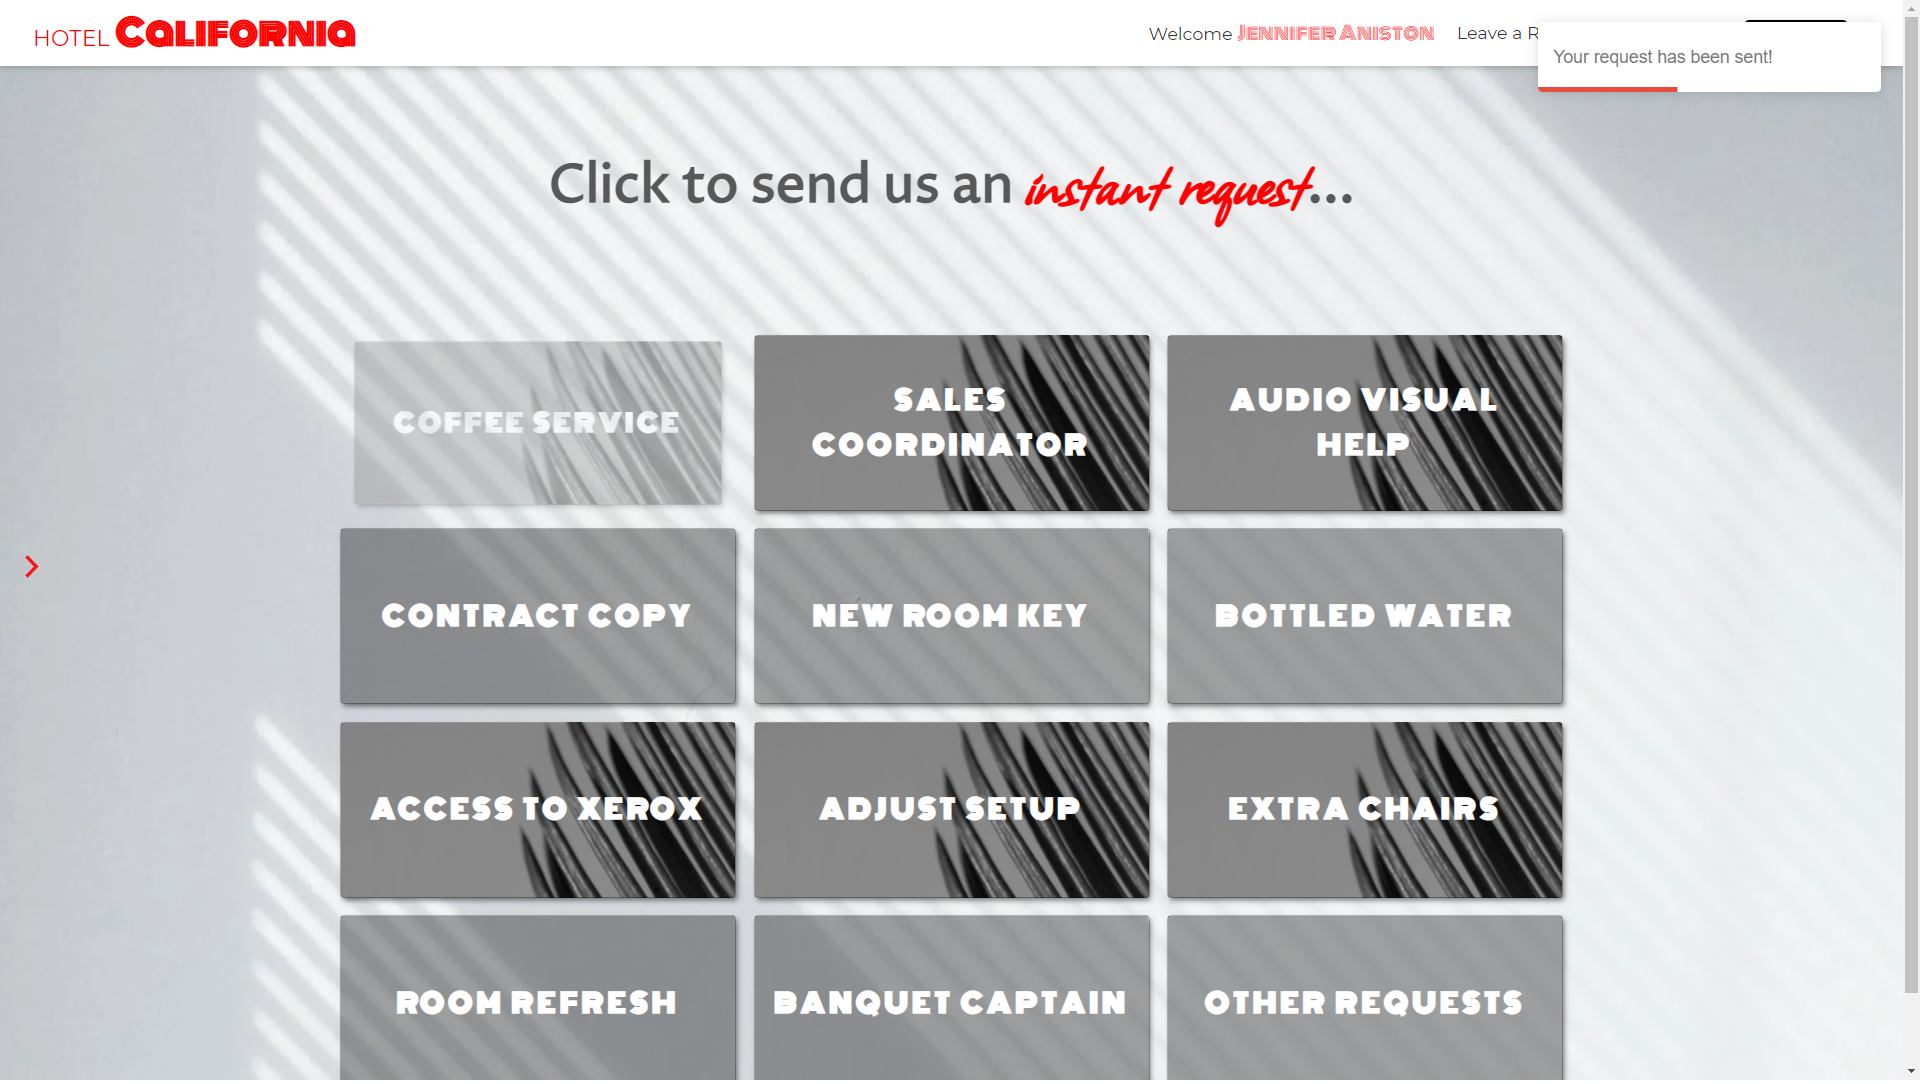 HOTEL California
Welcome Jennifer Aniston
Leave a R
Your request has been sent!
Click to send us an instant request...
COFFEE SERVICE
SALES
COORDINATOR
AUDIO VISUAL
HELP
CONTRACT COPY
NEW ROOM KEY
BOTTLED WATER
ACCESS TO XEROX
ADJUST SETUP
EXTRA CHAIRS
ROOM REFRESH
BANQUET CAPTAIN
OTHER REQUESTS